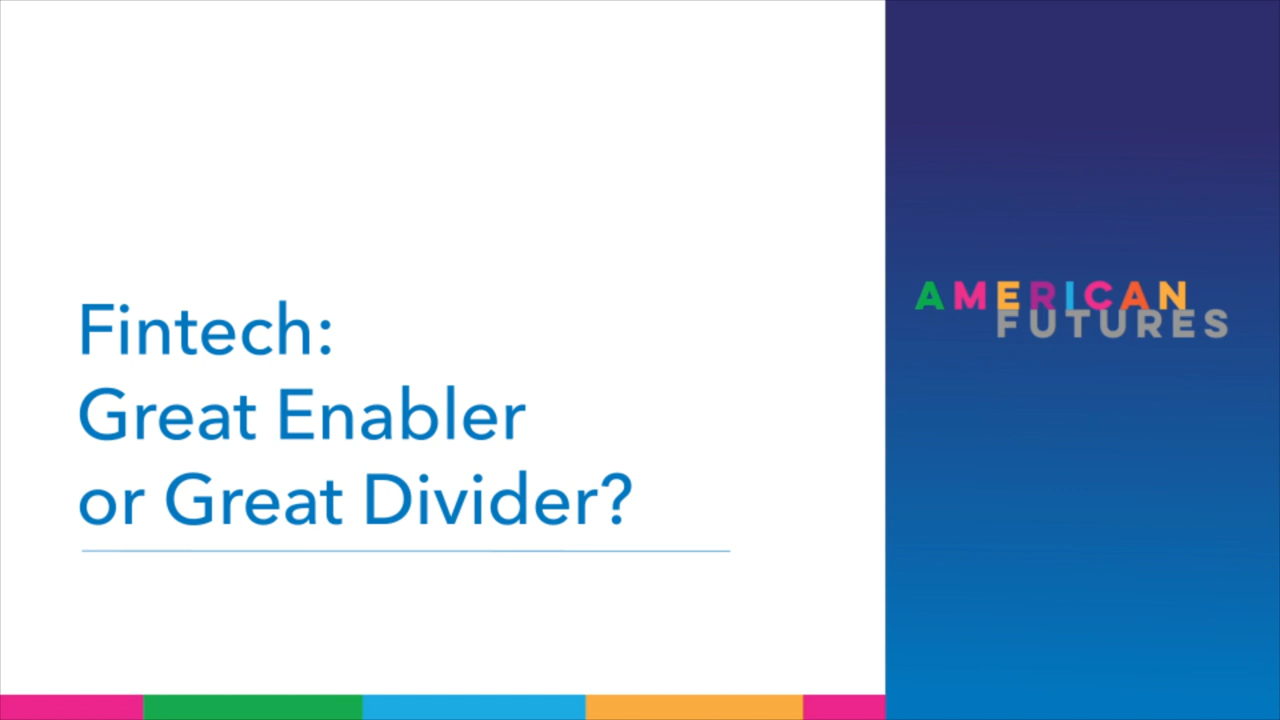 Fintech:
Great Enabler
or Great Divider?
AMERICAN
FUTURES